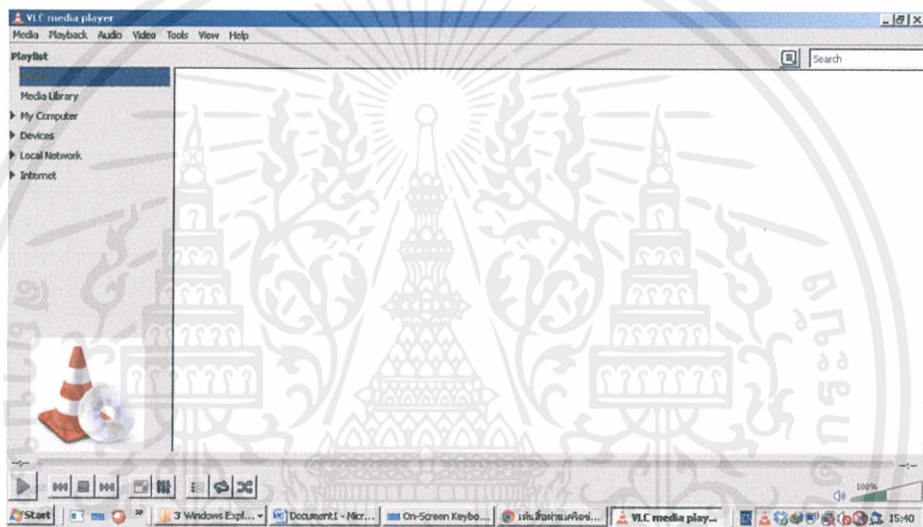 VLC media player
Media Playback Audio Video Tools View Help
Playlist
Search
Media Library
My Computer
Devices
Local Network
Internet
100%
Start
3 Windows Expl...
Document1 - Micr...
On-Screen Keybo...
VLC media play...
15:40